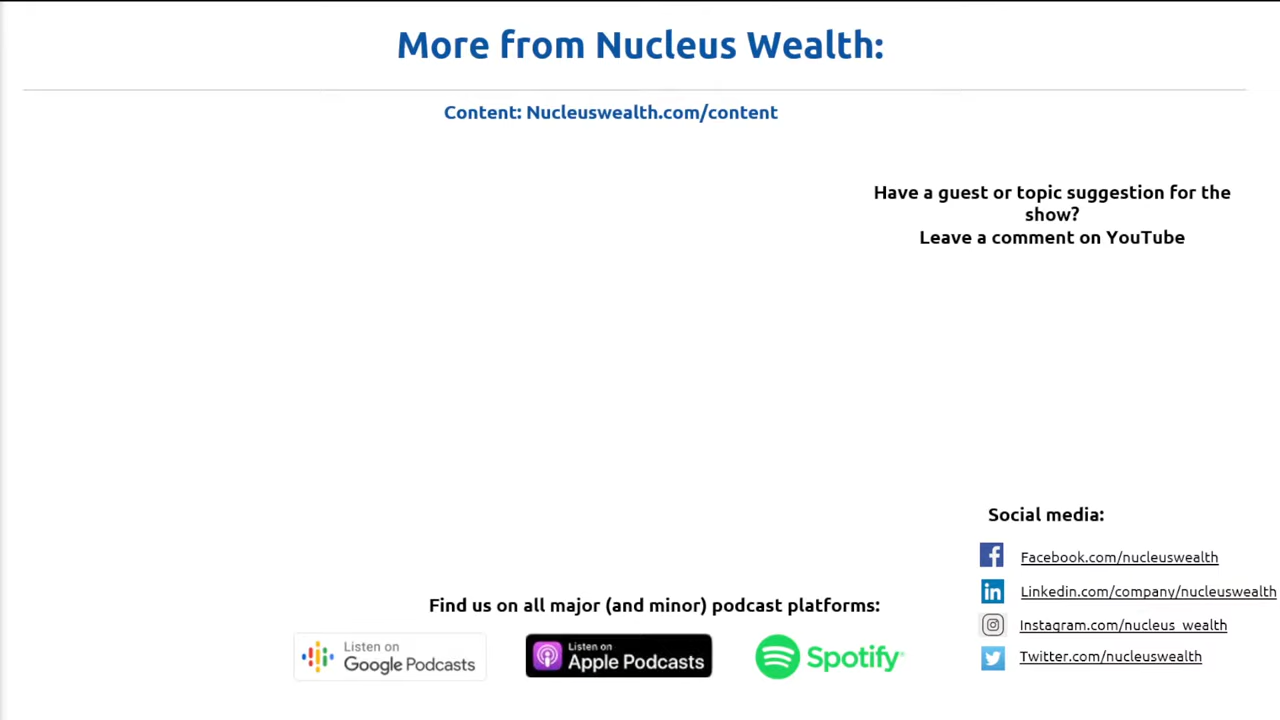 More from Nucleus Wealth:
Content: Nucleuswealth.com/content
Have a guest or topic suggestion for the
show?
Leave a comment on YouTube
Social media:
Facebook.com/nucleuswealth
Linkedin.com/company/nucleuswealth
Instagram.com/nucleus_wealth
Twitter.com/nucleuswealth
Find us on all major (and minor) podcast platforms:
Listen on
Google Podcasts
Listen on
Apple Podcasts
Spotify